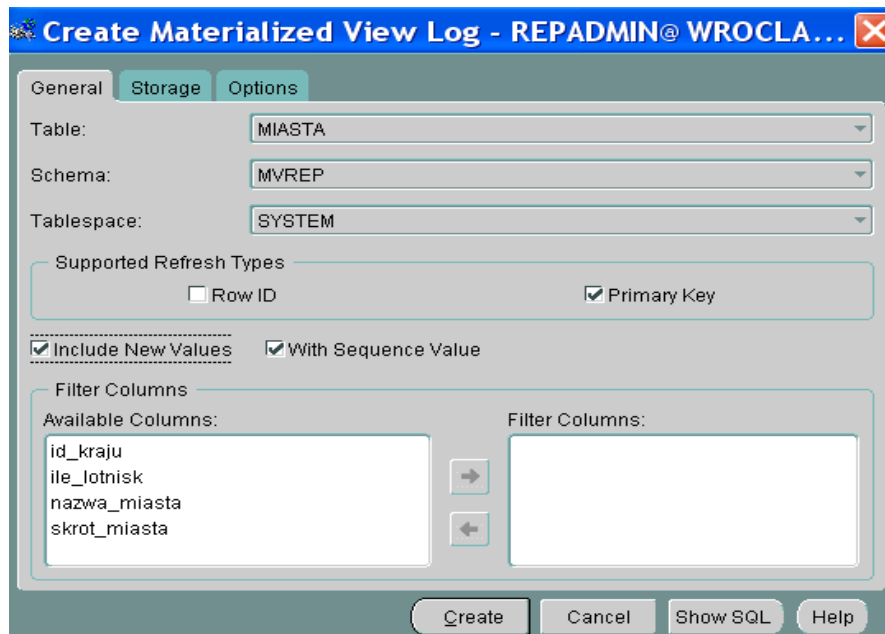 Create Materialized View Log - REPADMIN@ WROCLA...
General Storage Options
Table: MIASTA
Schema: MVREP
Tablespace: SYSTEM
Supported Refresh Types
Row ID Primary Key
Include New Values With Sequence Value
Filter Columns
Available Columns: Filter Columns:
id_kraju
ile_lotnisk
nazwa_miasta
skrot_miasta
Create Cancel Show SQL Help